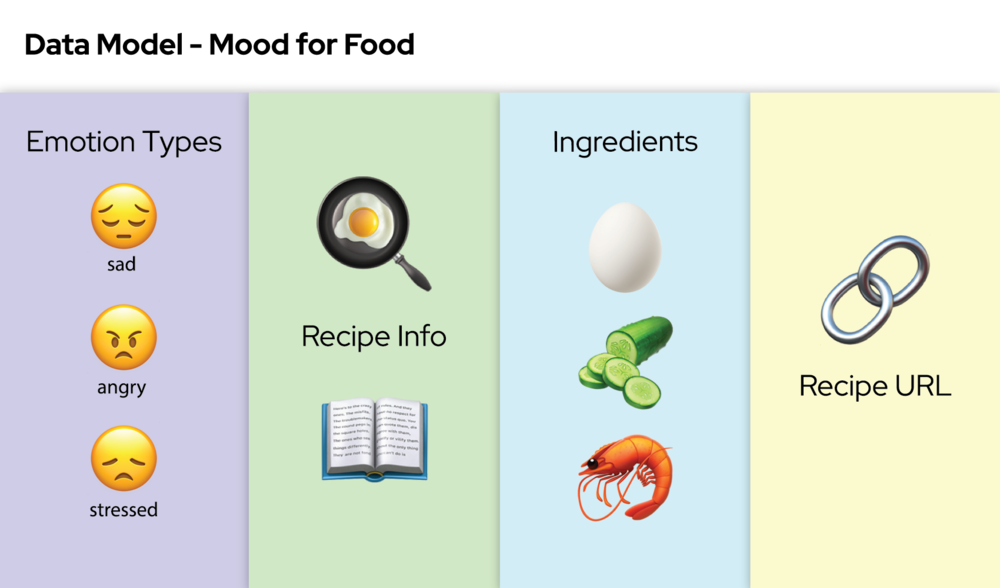 Data Model - Mood for Food
Emotion Types
sad
angry
stressed
Recipe Info
Ingredients
Recipe URL